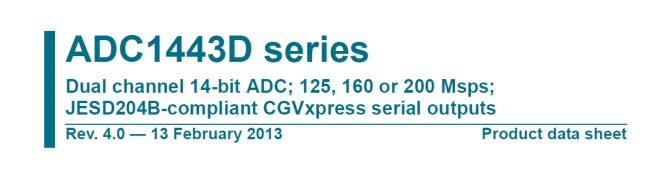 ADC1443D series
Dual channel 14-bit ADC; 125, 160 or 200 Msps;
JESD204B-compliant CGVxpress serial outputs
Rev. 4.0 — 13 February 2013 Product data sheet